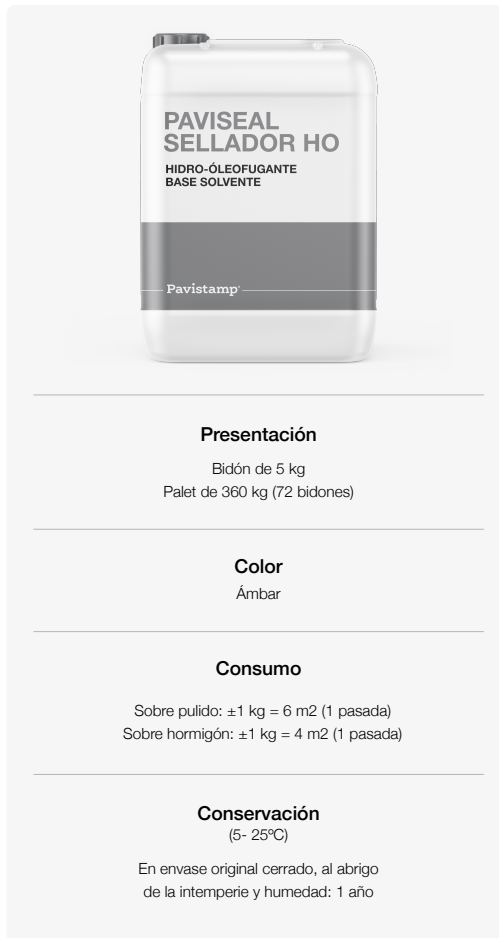 PAVISEAL
SELLADOR HO
HIDRO-ÓLEOFUGANTE
BASE SOLVENTE
Pavistamp®
Presentación
Bidón de 5 kg
Palet de 360 kg (72 bidones)
Color
Ámbar
Consumo
Sobre pulido: ±1 kg = 6 m2 (1 pasada)
Sobre hormigón: ±1 kg = 4 m2 (1 pasada)
Conservación
(5- 25ºC)
En envase original cerrado, al abrigo
de la intemperie y humedad: 1 año